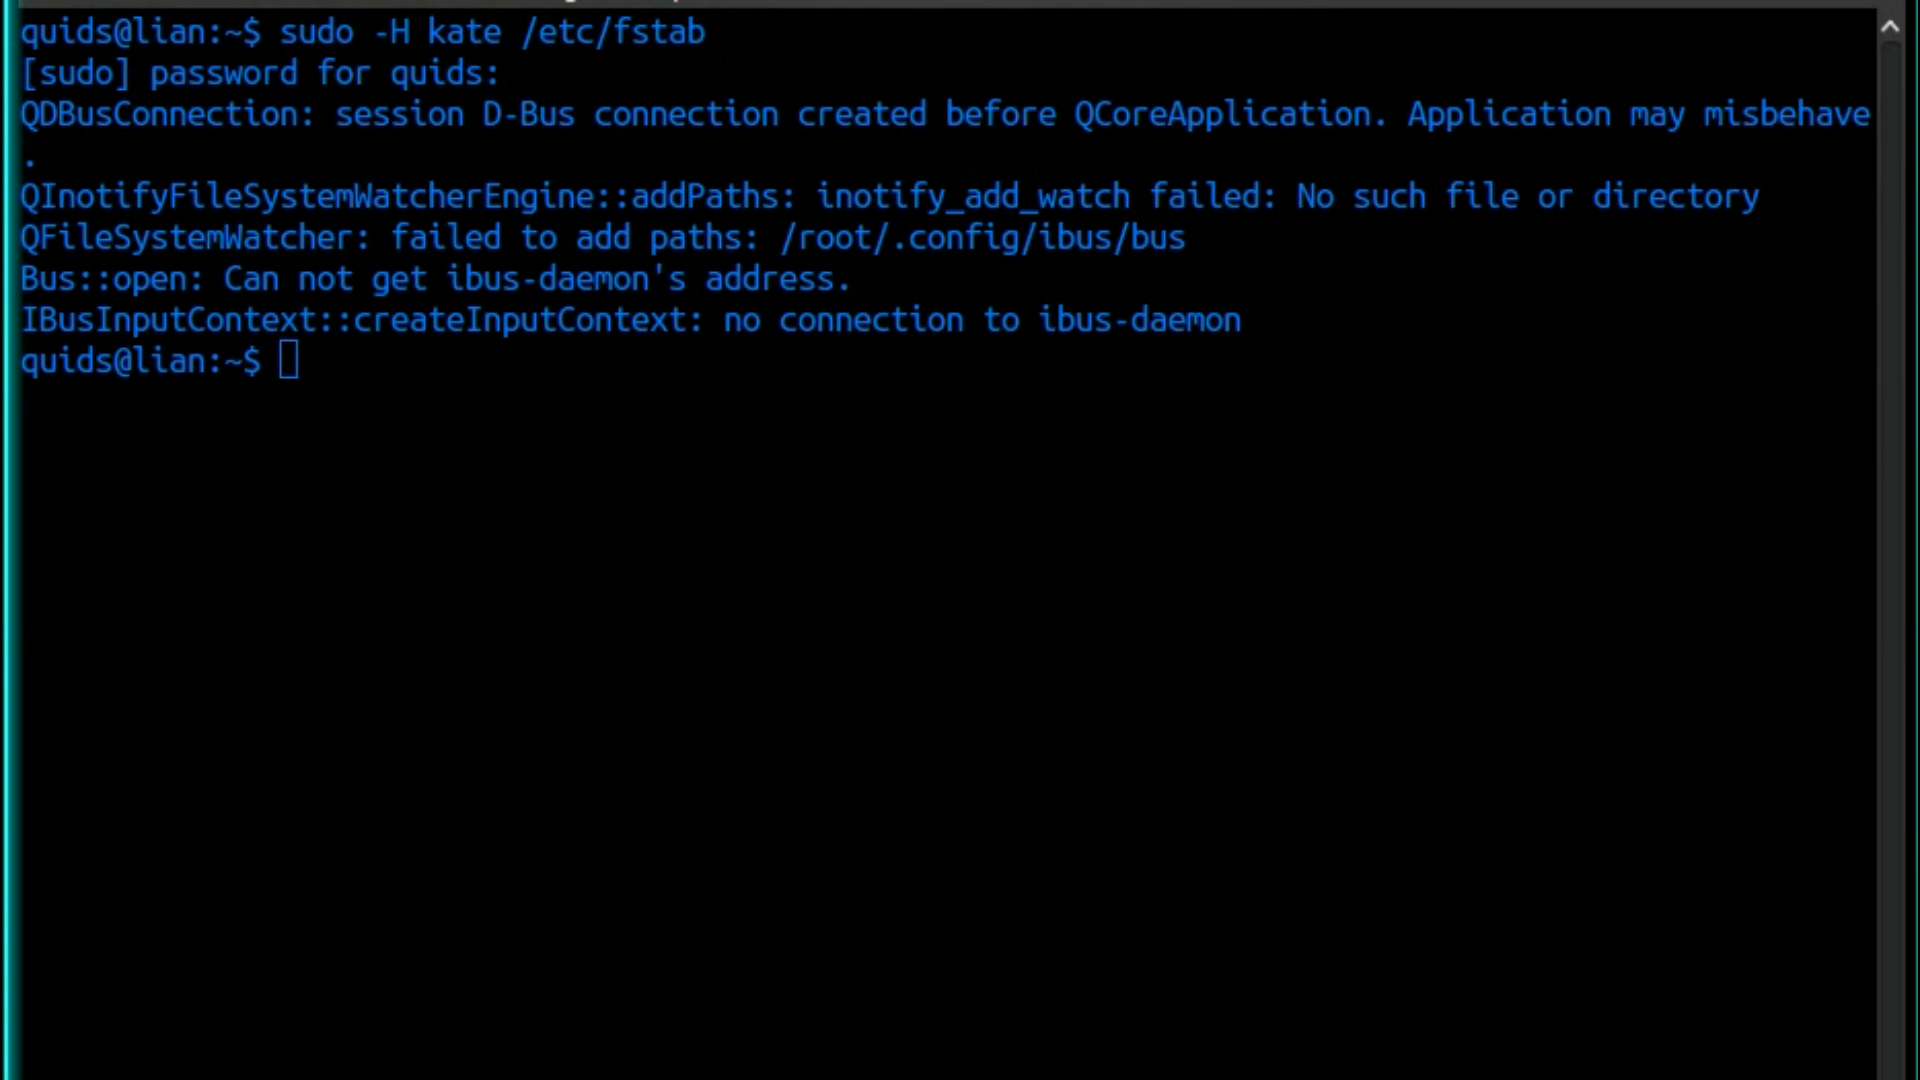 quids@lian:~$ sudo -H kate /etc/fstab
[sudo] password for quids:
QDBusConnection: session D-Bus connection created before QCoreApplication. Application may misbehave
.
QInotifyFileSystemWatcherEngine::addPaths: inotify_add_watch failed: No such file or directory
QFileSystemWatcher: failed to add paths: /root/.config/ibus/bus
Bus::open: Can not get ibus-daemon's address.
IBusInputContext::createInputContext: no connection to ibus-daemon
quids@lian:~$